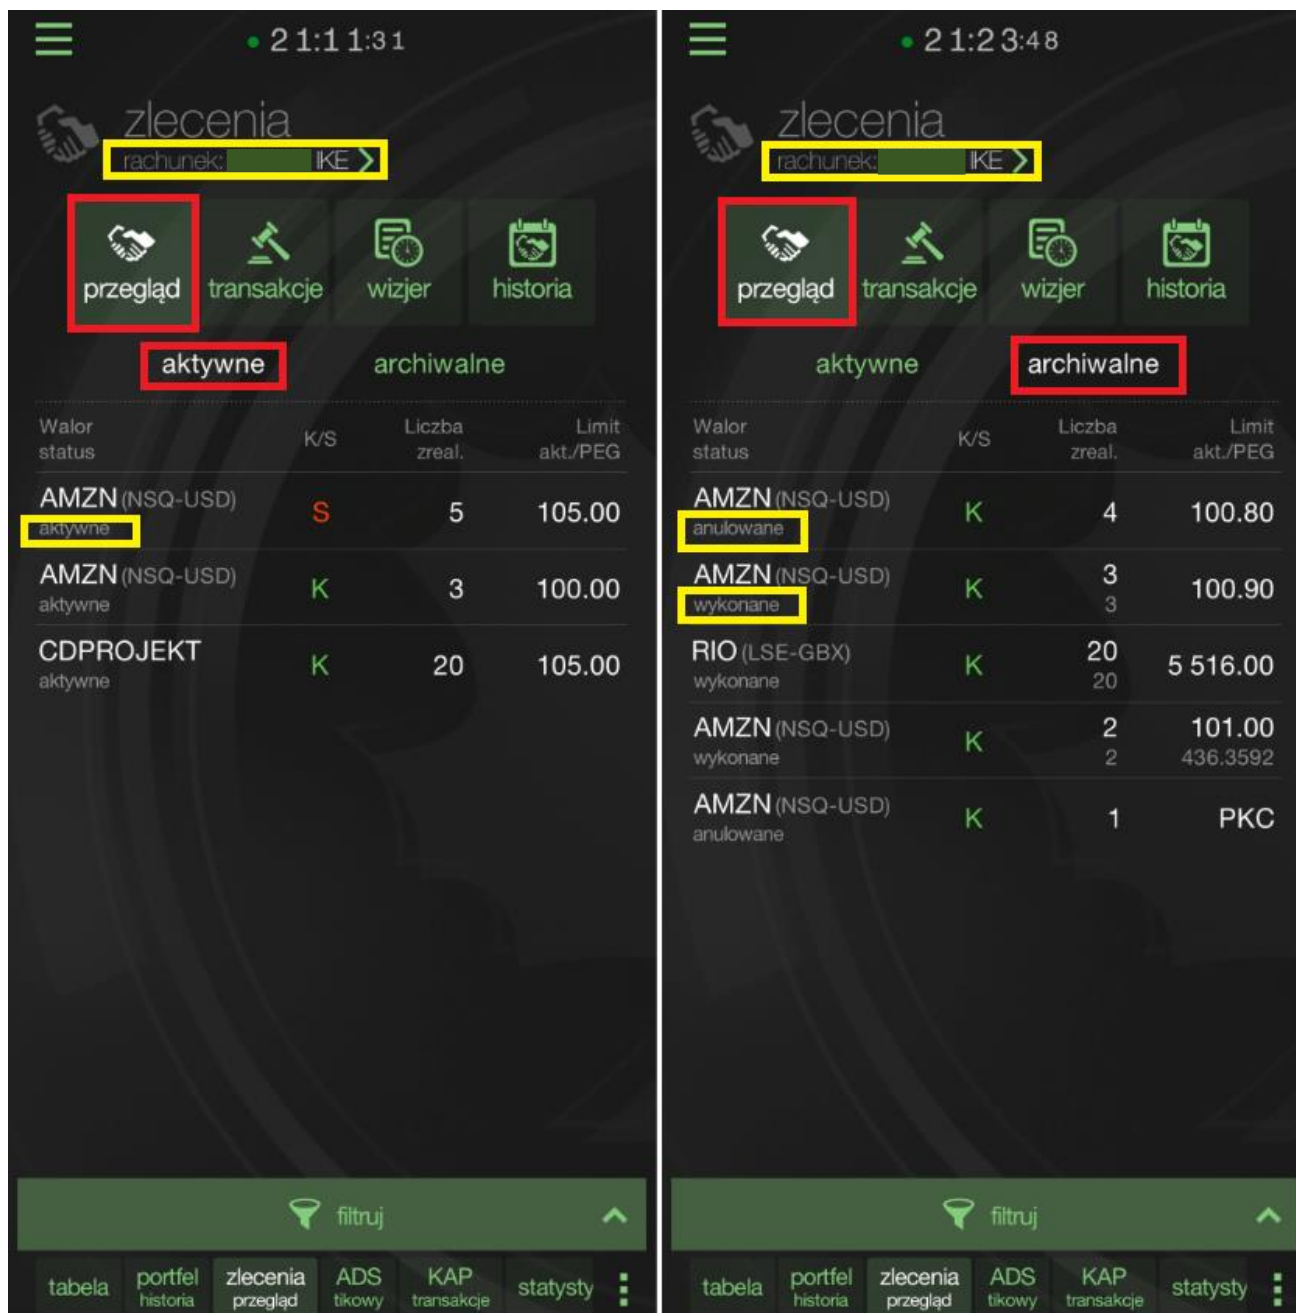 21:11:31
zlecenia
rachunek: IKE
przegląd transakcje wizjer historia
aktywne archiwalne
Walor K/S Liczba Limit
status zreal. akt./PEG
AMZN (NSQ-USD) S 5 105.00
aktywne
AMZN (NSQ-USD) K 3 100.00
aktywne
CDPROJEKT K 20 105.00
aktywne
filtruj
tabela portfel zlecenia ADS KAP statysty
historia przegląd tikowy transakcje
21:23:48
zlecenia
rachunek: IKE
przegląd transakcje wizjer historia
aktywne archiwalne
Walor K/S Liczba Limit
status zreal. akt./PEG
AMZN (NSQ-USD) K 4 100.80
anulowane
AMZN (NSQ-USD) K 3 100.90
wykonane 3
RIO (LSE-GBX) K 20 5 516.00
wykonane 20
AMZN (NSQ-USD) K 2 101.00
wykonane 2 436.3592
AMZN (NSQ-USD) K 1 PKC
anulowane
filtruj
tabela portfel zlecenia ADS KAP statysty
historia przegląd tikowy transakcje